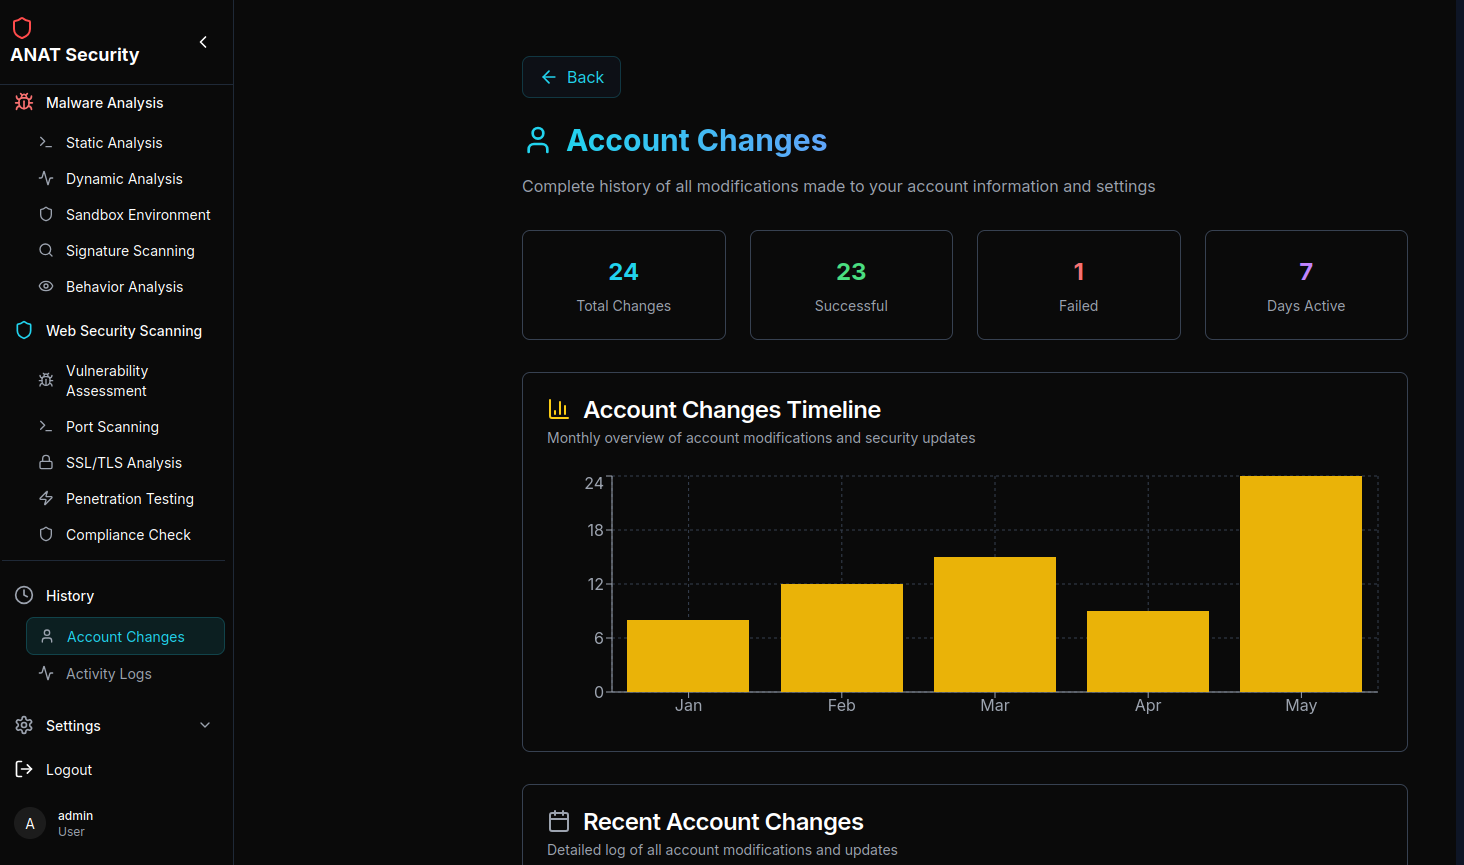 ANAT Security
Malware Analysis
Static Analysis
Dynamic Analysis
Sandbox Environment
Signature Scanning
Behavior Analysis
Web Security Scanning
Vulnerability
Assessment
Port Scanning
SSL/TLS Analysis
Penetration Testing
Compliance Check
History
Account Changes
Activity Logs
Settings
Logout
A
admin
User
Back
Account Changes
Complete history of all modifications made to your account information and settings
24
Total Changes
23
Successful
1
Failed
7
Days Active
Account Changes Timeline
Monthly overview of account modifications and security updates
24
18
12
6
0
Jan Feb Mar Apr May
Recent Account Changes
Detailed log of all account modifications and updates